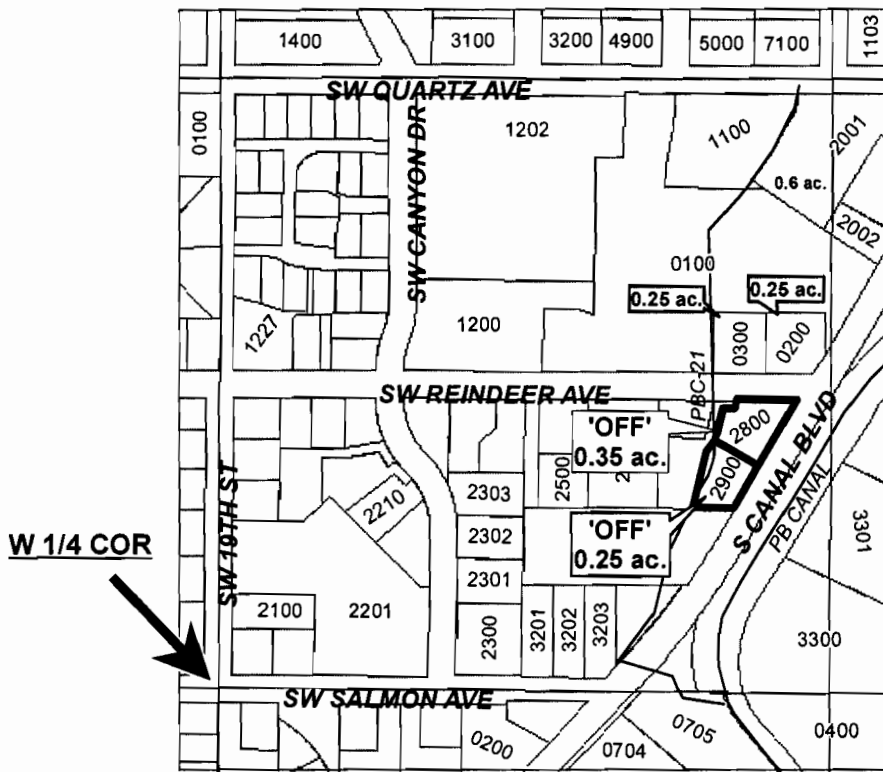 1400
3100
3200
4900
5000
7100
1103
SW QUARTZ AVE
0100
SW CANYON DR
1202
1100
2001
0.6 ac.
2002
0100
0.25 ac.
0.25 ac.
1227
1200
0300
0200
SW REINDEER AVE
PBC-21
'OFF'
0.35 ac.
2800
2900
S CANAL BLVD
PB CANAL
2303
2500
2
2210
SW 19TH ST
2302
'OFF'
0.25 ac.
3301
W 1/4 COR
2301
2100
2201
2300
3201
3202
3203
3300
SW SALMON AVE
0200
0704
0705
0400